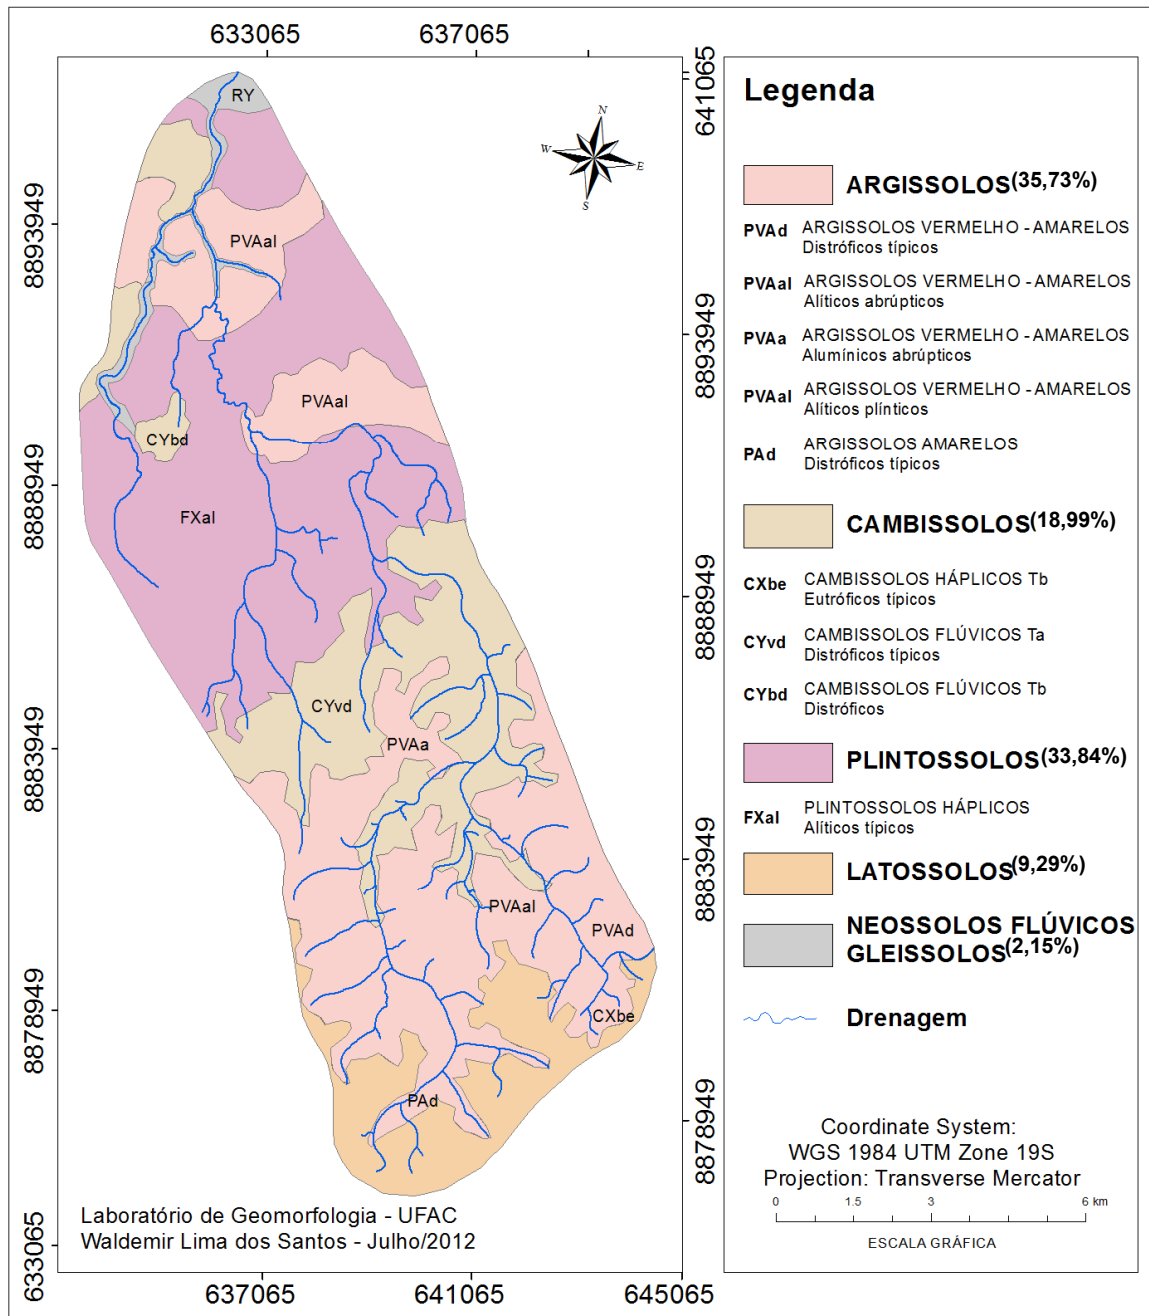 633065
637065
641065
8893949
8888949
8883949
8878949
633065
8893949
8888949
8883949
8878949
637065
641065
645065
N
W
E
S
RY
PVAal
PVAal
CYbd
FXal
CYvd
PVAa
PVAal
PVAd
CXbe
PAd
Laboratório de Geomorfologia - UFAC
Waldemir Lima dos Santos - Julho/2012
Legenda
ARGISSOLOS(35,73%)
PVAd ARGISSOLOS VERMELHO - AMARELOS
Distróficos típicos
PVAal ARGISSOLOS VERMELHO - AMARELOS
Alíticos abrúpticos
PVAa ARGISSOLOS VERMELHO - AMARELOS
Alumínicos abrúpticos
PVAal ARGISSOLOS VERMELHO - AMARELOS
Alíticos plínticos
PAd ARGISSOLOS AMARELOS
Distróficos típicos
CAMBISSOLOS(18,99%)
CXbe CAMBISSOLOS HÁPLICOS Tb
Eutróficos típicos
CYvd CAMBISSOLOS FLÚVICOS Ta
Distróficos típicos
CYbd CAMBISSOLOS FLÚVICOS Tb
Distróficos
PLINTOSSOLOS(33,84%)
FXal PLINTOSSOLOS HÁPLICOS
Alíticos típicos
LATOSSOLOS(9,29%)
NEOSSOLOS FLÚVICOS
GLEISSOLOS(2,15%)
Drenagem
Coordinate System:
WGS 1984 UTM Zone 19S
Projection: Transverse Mercator
0 1.5 3 6 km
ESCALA GRÁFICA